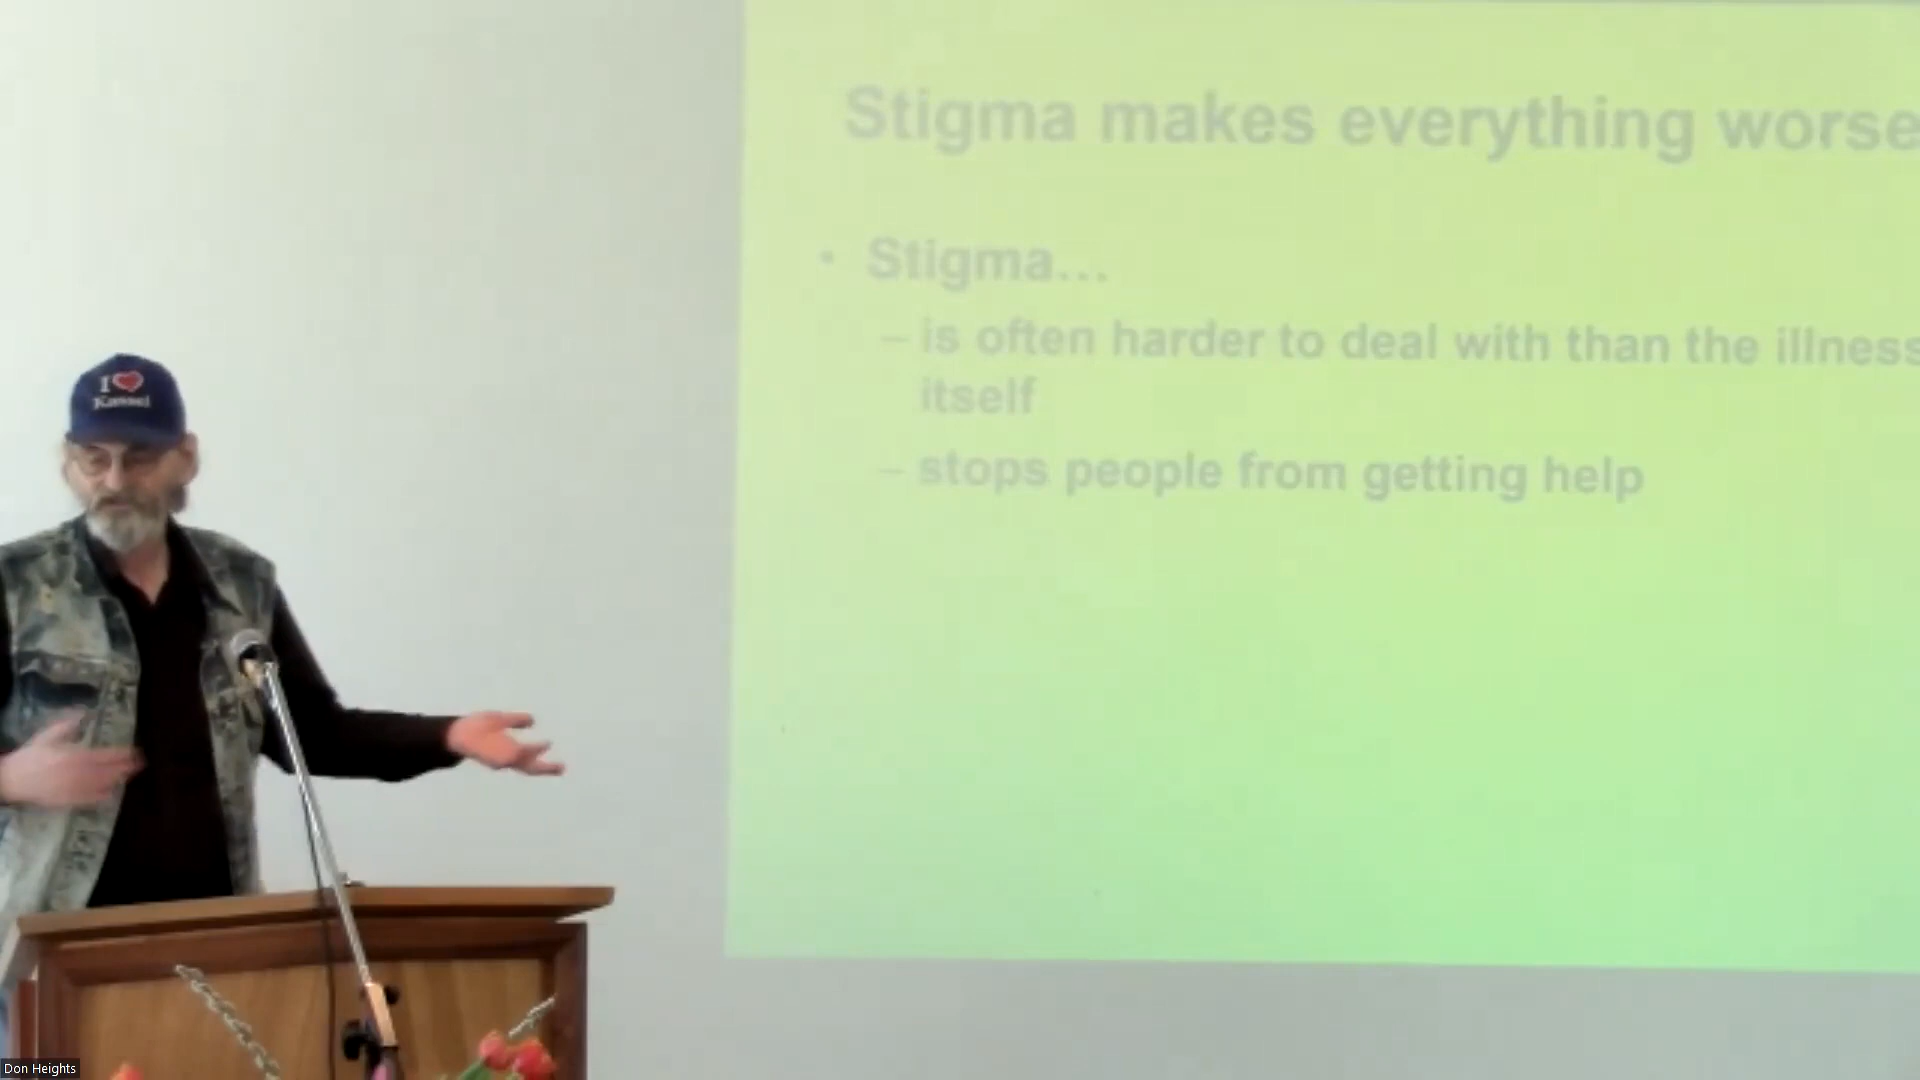 Stigma makes everything worse
• Stigma...
– is often harder to deal with than the illness
itself
– stops people from getting help
I ❤
Kassel
Don Heights